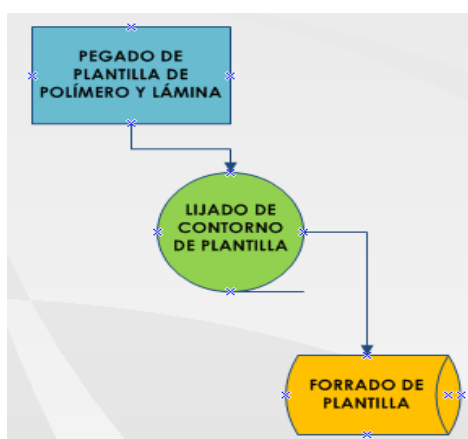 PEGADO DE
PLANTILLA DE
POLÍMERO Y LÁMINA
LIJADO DE
CONTORNO
DE PLANTILLA
FORRADO DE
PLANTILLA